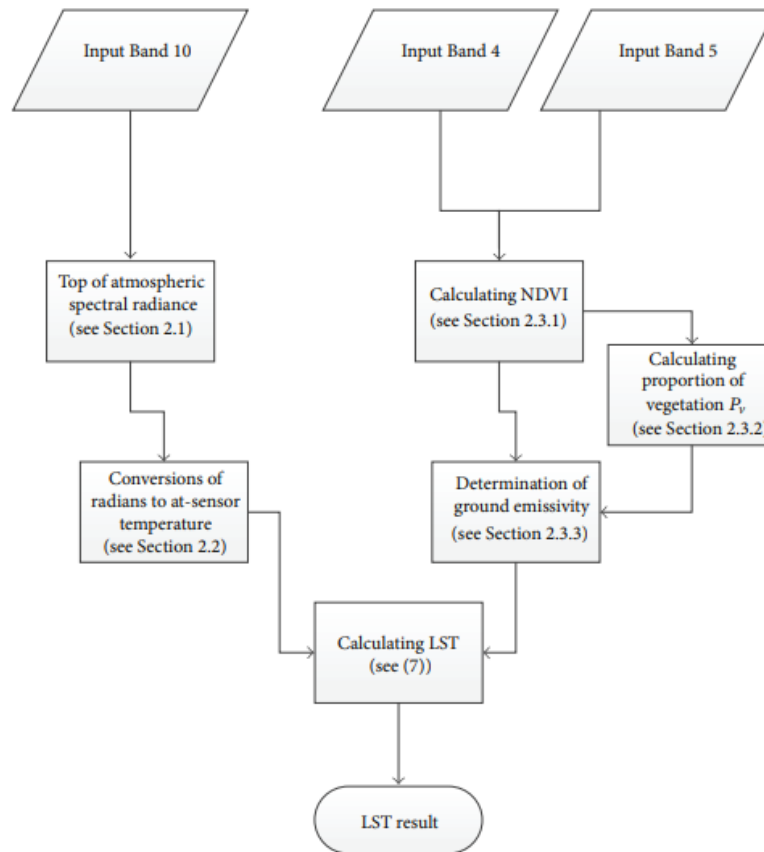 Input Band 10
Input Band 4
Input Band 5
Top of atmospheric
spectral radiance
(see Section 2.1)
Calculating NDVI
(see Section 2.3.1)
Calculating
proportion of
vegetation Pv
(see Section 2.3.2)
Conversions of
radians to at-sensor
temperature
(see Section 2.2)
Determination of
ground emissivity
(see Section 2.3.3)
Calculating LST
(see (7))
LST result